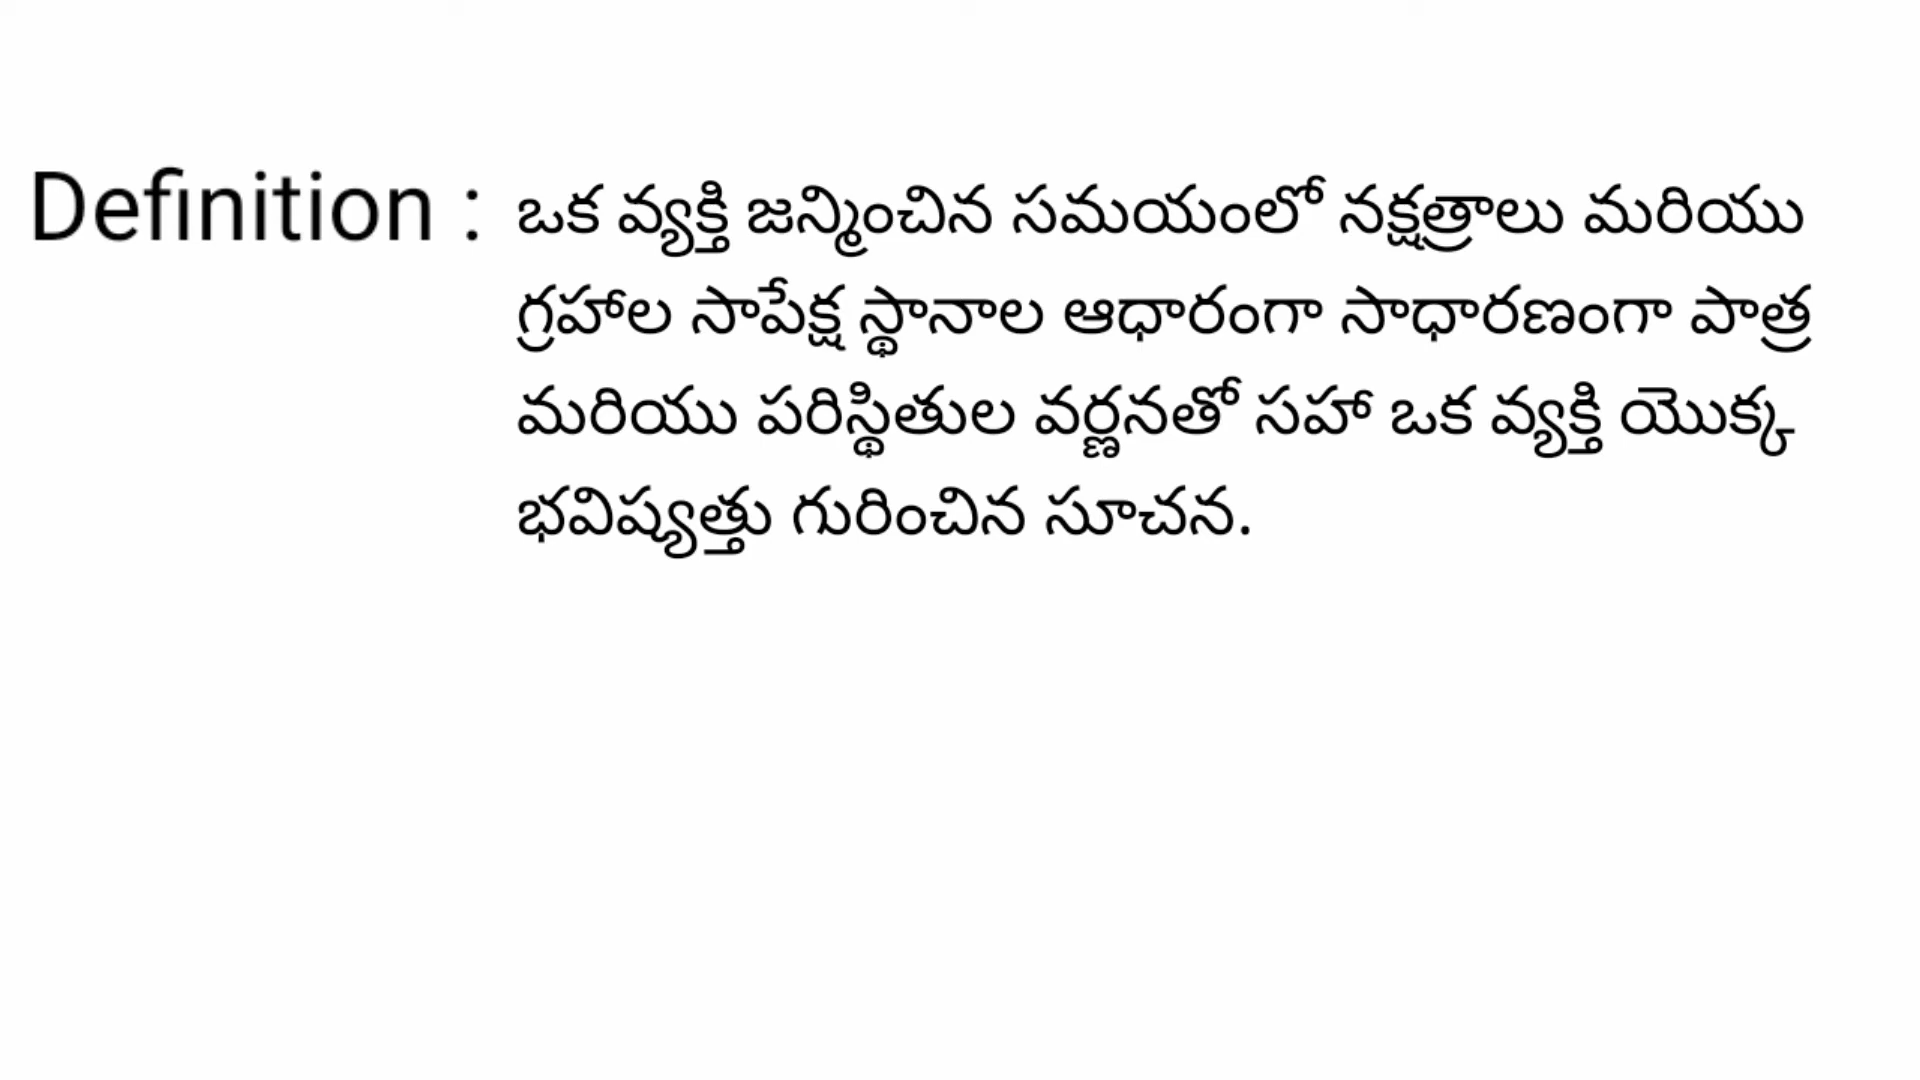 Definition : ఒక వ్యక్తి జన్మించిన సమయంలో నక్షత్రాలు మరియు
గ్రహాల సాపేక్ష స్థానాల ఆధారంగా సాధారణంగా పాత్ర
మరియు పరిస్థితుల వర్ణనతో సహా ఒక వ్యక్తి యొక్క
భవిష్యత్తు గురించిన సూచన.